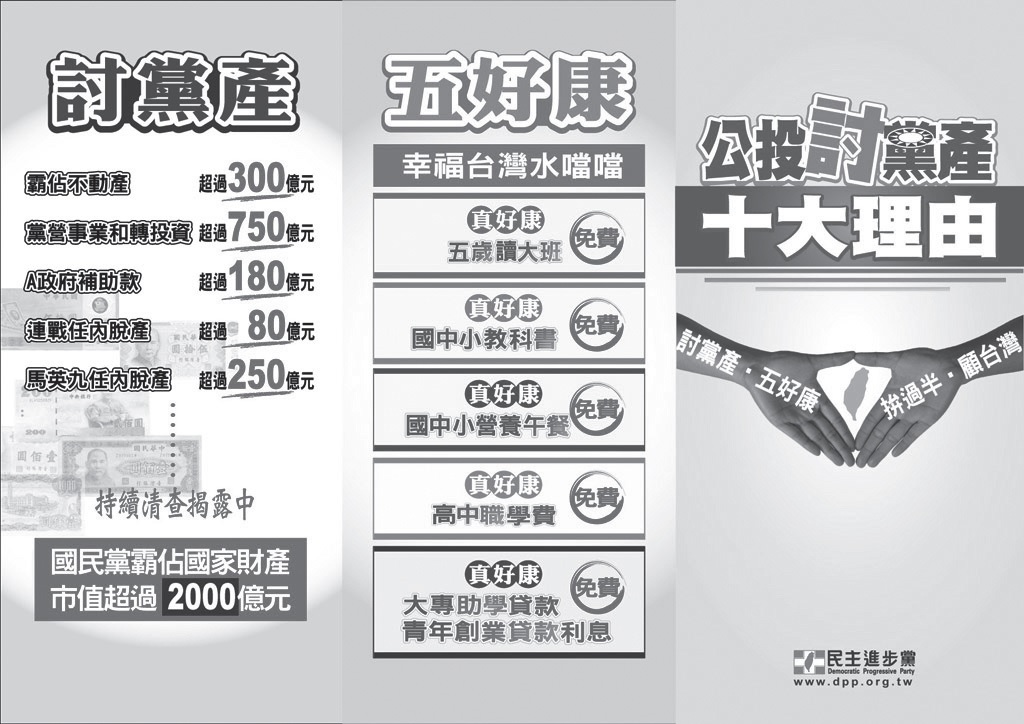 討黨產
霸佔不動產 超過300億元
黨營事業和轉投資 超過750億元
A政府補助款 超過180億元
連戰任內脫產 超過80億元
馬英九任內脫產 超過250億元
持續清查揭露中
國民黨霸佔國家財產
市值超過2000億元
五好康
幸福台灣水噹噹
真好康
五歲讀大班
免費
真好康
國中小教科書
免費
真好康
國中小營養午餐
免費
真好康
高中職學費
免費
真好康
大專助學貸款
青年創業貸款利息
免費
公投討黨產
十大理由
討黨產·五好康
拚過半·顧台灣
民主進步黨
Democratic Progressive Party
www.dpp.org.tw